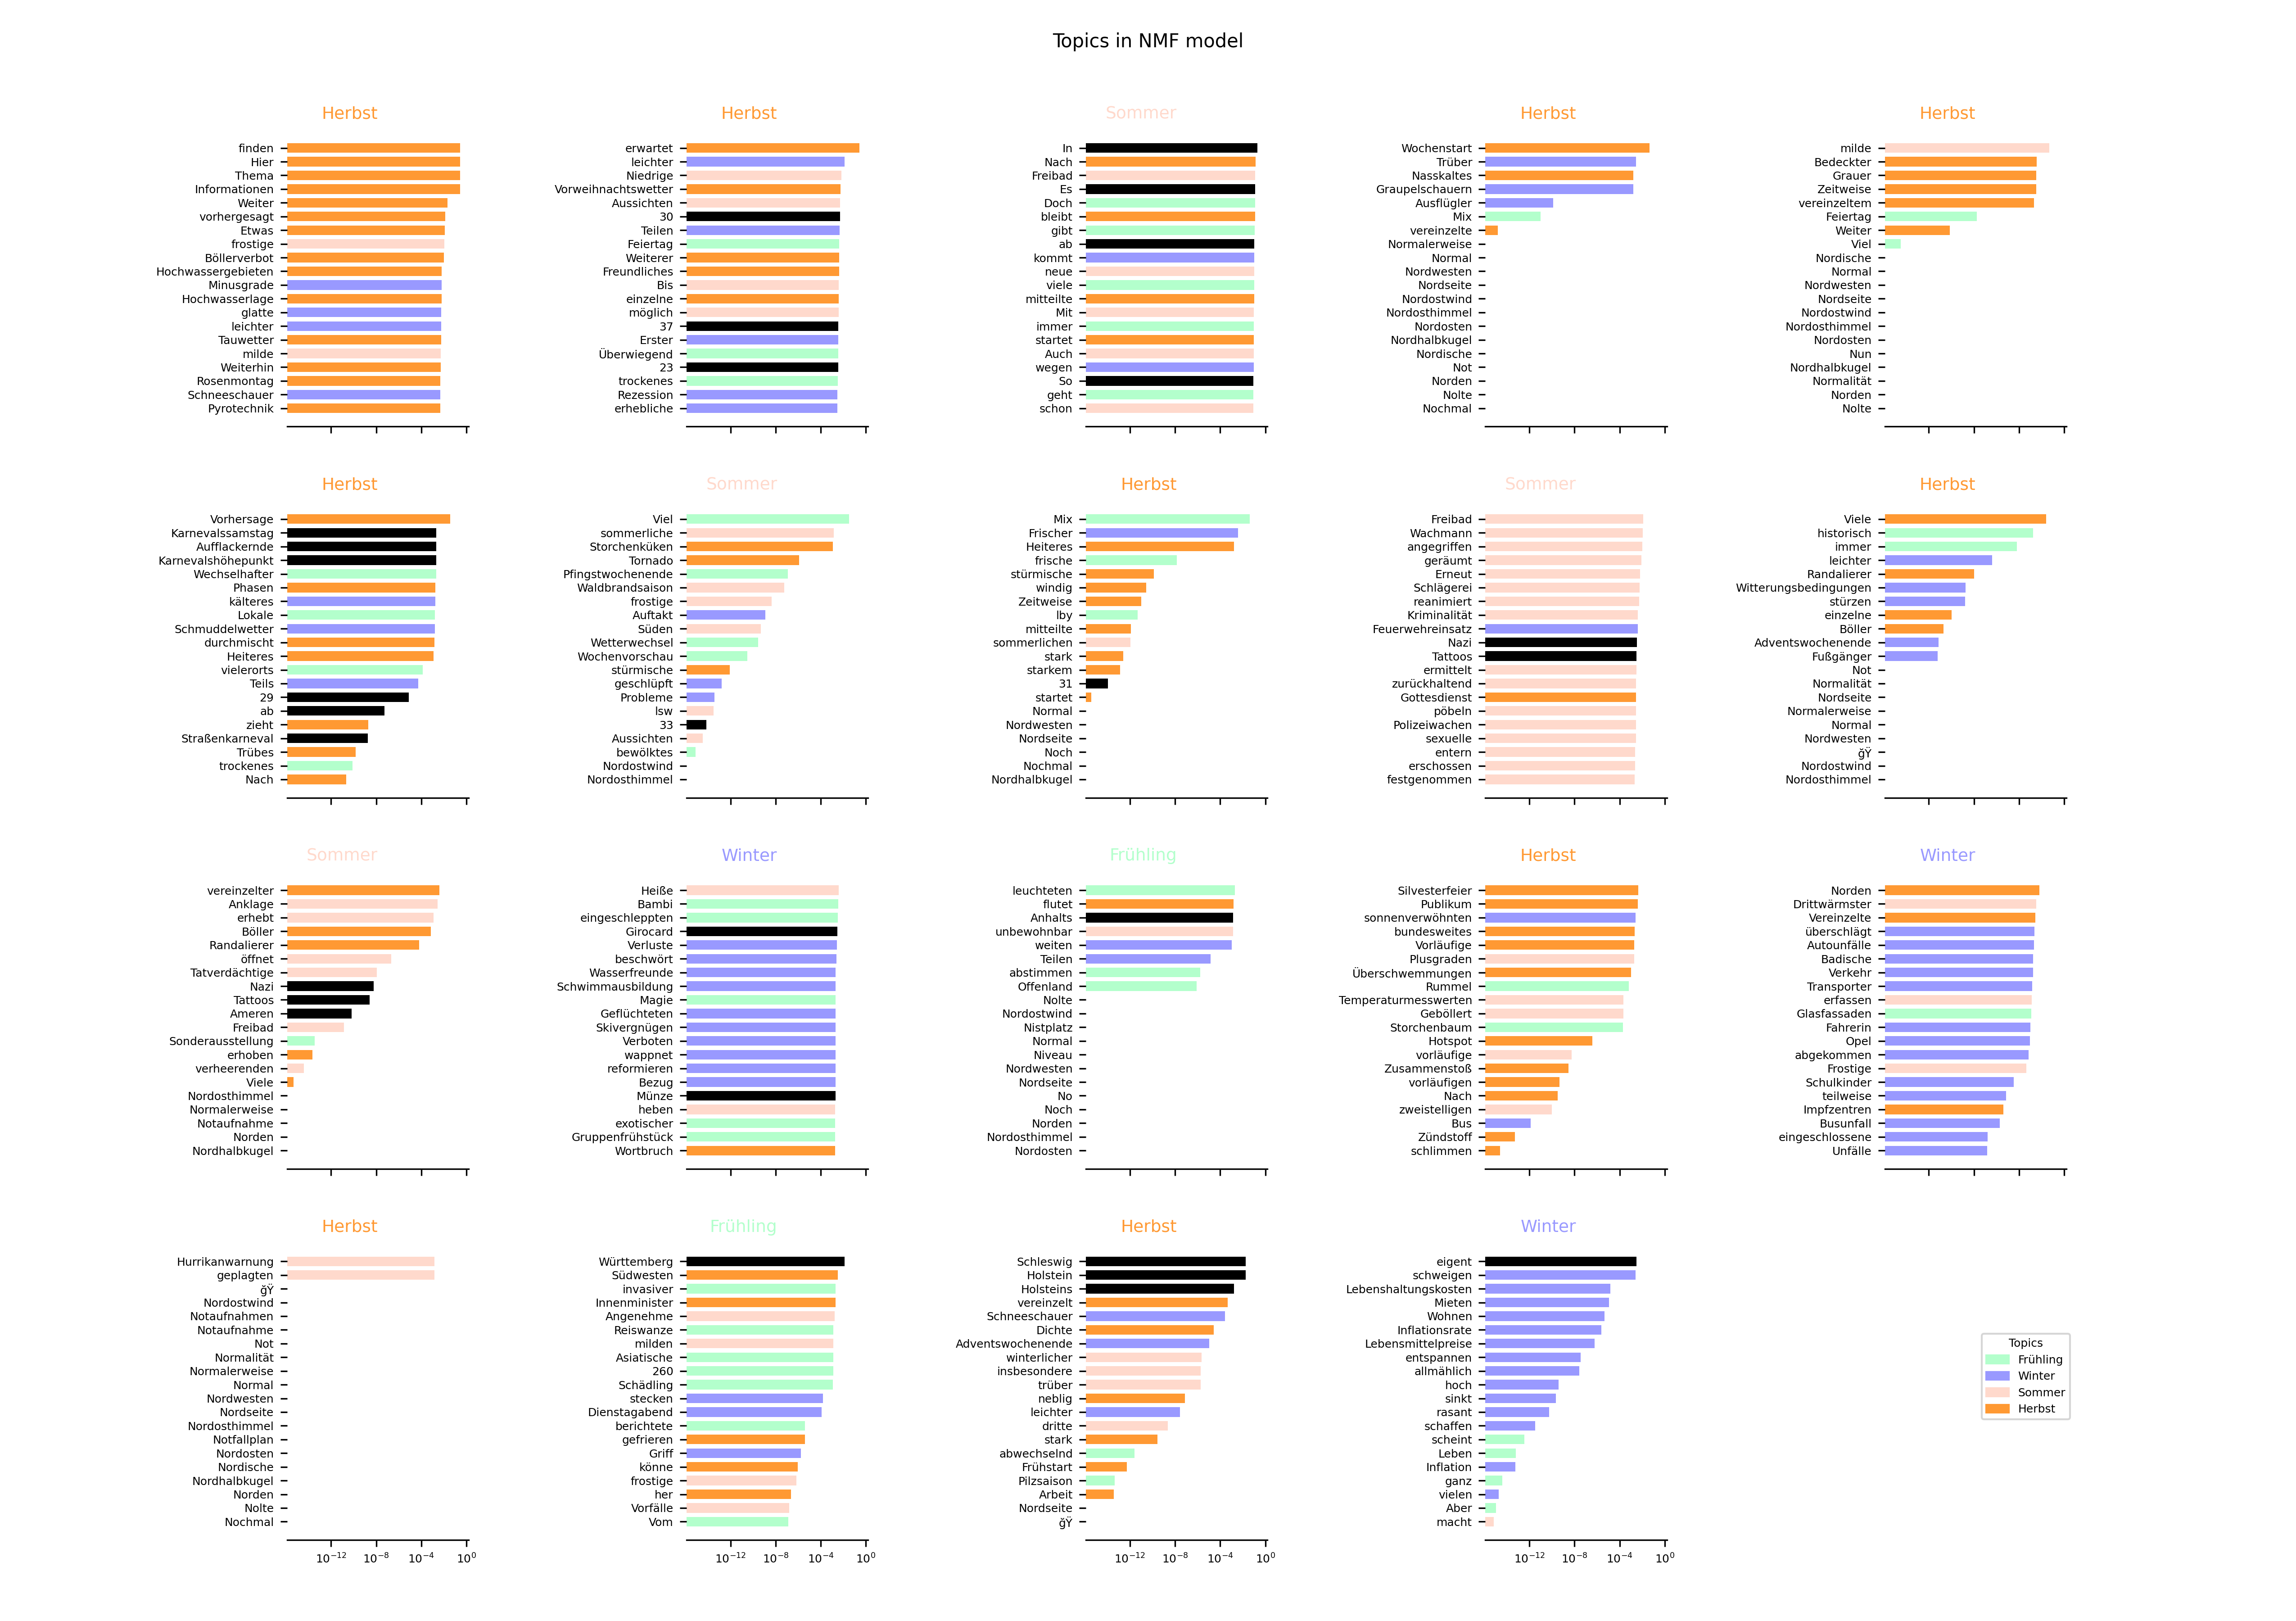 Topics in NMF model
Herbst
finden
Hier
Thema
Informationen
Weiter
vorhergesagt
Etwas
frostige
Böllerverbot
Hochwassergebieten
Minusgrade
Hochwasserlage
glatte
leichter
Tauwetter
milde
Weiterhin
Rosenmontag
Schneeschauer
Pyrotechnik
Herbst
erwartet
leichter
Niedrige
Vorweihnachtswetter
Aussichten
30
Teilen
Feiertag
Weiterer
Freundliches
Bis
einzelne
möglich
37
Erster
Überwiegend
23
trockenes
Rezession
erhebliche
Sommer
In
Nach
Freibad
Es
Doch
bleibt
gibt
ab
kommt
neue
viele
mitteilte
Mit
immer
startet
Auch
wegen
So
geht
schon
Herbst
Wochenstart
Trüber
Nasskaltes
Graupelschauern
Ausflügler
Mix
vereinzelte
Normalerweise
Normal
Nordwesten
Nordseite
Nordostwind
Nordosthimmel
Nordosten
Nordhalbkugel
Nordische
Not
Norden
Nolte
Nochmal
Herbst
milde
Bedeckter
Grauer
Zeitweise
vereinzeltem
Feiertag
Weiter
Viel
Nordische
Normal
Nordwesten
Nordseite
Nordostwind
Nordosthimmel
Nordosten
Nun
Nordhalbkugel
Normalität
Norden
Nolte
Herbst
Vorhersage
Karnevalssamstag
Aufflackernde
Karnevalshöhepunkt
Wechselhafter
Phasen
kälteres
Lokale
Schmuddelwetter
durchmischt
Heiteres
vielerorts
Teils
29
ab
zieht
Straßenkarneval
Trübes
trockenes
Nach
Sommer
Viel
sommerliche
Storchenküken
Tornado
Pfingstwochenende
Waldbrandsaison
frostige
Auftakt
Süden
Wetterwechsel
Wochenvorschau
stürmische
geschlüpft
Probleme
lsw
33
Aussichten
bewölktes
Nordostwind
Nordosthimmel
Herbst
Mix
Frischer
Heiteres
frische
stürmische
windig
Zeitweise
lby
mitteilte
sommerlichen
stark
starkem
31
startet
Normal
Nordwesten
Nordseite
Noch
Nochmal
Nordhalbkugel
Sommer
Freibad
Wachmann
angegriffen
geräumt
Erneut
Schlägerei
reanimiert
Kriminalität
Feuerwehreinsatz
Nazi
Tattoos
ermittelt
zurückhaltend
Gottesdienst
pöbeln
Polizeiwachen
sexuelle
entern
erschossen
festgenommen
Herbst
Viele
historisch
immer
leichter
Randalierer
Witterungsbedingungen
stürzen
einzelne
Böller
Adventswochenende
Fußgänger
Not
Normalität
Nordseite
Normalerweise
Normal
Nordwesten
ğŸ
Nordostwind
Nordosthimmel
Sommer
vereinzelter
Anklage
erhebt
Böller
Randalierer
öffnet
Tatverdächtige
Nazi
Tattoos
Ameren
Freibad
Sonderausstellung
erhoben
verheerenden
Viele
Nordosthimmel
Normalerweise
Notaufnahme
Norden
Nordhalbkugel
Winter
Heiße
Bambi
eingeschleppten
Girocard
Verluste
beschwört
Wasserfreunde
Schwimmausbildung
Magie
Geflüchteten
Skivergnügen
Verboten
wappnet
reformieren
Bezug
Münze
heben
exotischer
Gruppenfrühstück
Wortbruch
Frühling
leuchteten
flutet
Anhalts
unbewohnbar
weiten
Teilen
abstimmen
Offenland
Nolte
Nordostwind
Nistplatz
Normal
Niveau
Nordwesten
Nordseite
No
Noch
Norden
Nordosthimmel
Nordosten
Herbst
Silvesterfeier
Publikum
sonnenverwöhnten
bundesweites
Vorläufige
Plusgraden
Überschwemmungen
Rummel
Temperaturmesswerten
Geböllert
Storchenbaum
Hotspot
vorläufige
Zusammenstoß
vorläufigen
Nach
zweistelligen
Bus
Zündstoff
schlimmen
Winter
Norden
Drittwärmster
Vereinzelte
überschlägt
Autounfälle
Badische
Verkehr
Transporter
erfassen
Glasfassaden
Fahrerin
Opel
abgekommen
Frostige
Schulkinder
teilweise
Impfzentren
Busunfall
eingeschlossene
Unfälle
Herbst
Hurrikanwarnung
geplagten
ğŸ
Nordostwind
Notaufnahmen
Notaufnahme
Not
Normalität
Normalerweise
Normal
Nordwesten
Nordseite
Nordosthimmel
Notfallplan
Nordosten
Nordische
Nordhalbkugel
Norden
Nolte
Nochmal
10⁻¹² 10⁻⁸ 10⁻⁴ 10⁰
Frühling
Württemberg
Südwesten
invasiver
Innenminister
Angenehme
Reiswanze
milden
Asiatische
260
Schädling
stecken
Dienstagabend
berichtete
gefrieren
Griff
könne
frostige
her
Vorfälle
Vom
10⁻¹² 10⁻⁸ 10⁻⁴ 10⁰
Herbst
Schleswig
Holstein
Holsteins
vereinzelt
Schneeschauer
Dichte
Adventswochenende
winterlicher
insbesondere
trüber
neblig
leichter
dritte
stark
abwechselnd
Frühstart
Pilzsaison
Arbeit
Nordseite
ğŸ
10⁻¹² 10⁻⁸ 10⁻⁴ 10⁰
Winter
eigent
schweigen
Lebenshaltungskosten
Mieten
Wohnen
Inflationsrate
Lebensmittelpreise
entspannen
allmählich
hoch
sinkt
rasant
schaffen
scheint
Leben
Inflation
ganz
vielen
Aber
macht
10⁻¹² 10⁻⁸ 10⁻⁴ 10⁰
Topics
Frühling
Winter
Sommer
Herbst